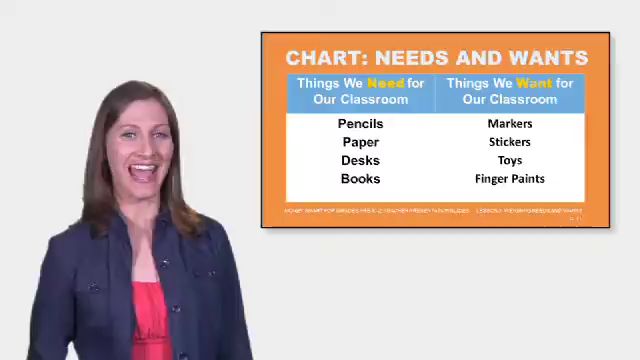 CHART: NEEDS AND WANTS
Things We Need for
Our Classroom
Things We Want for
Our Classroom
Pencils
Markers
Paper
Stickers
Desks
Toys
Books
Finger Paints